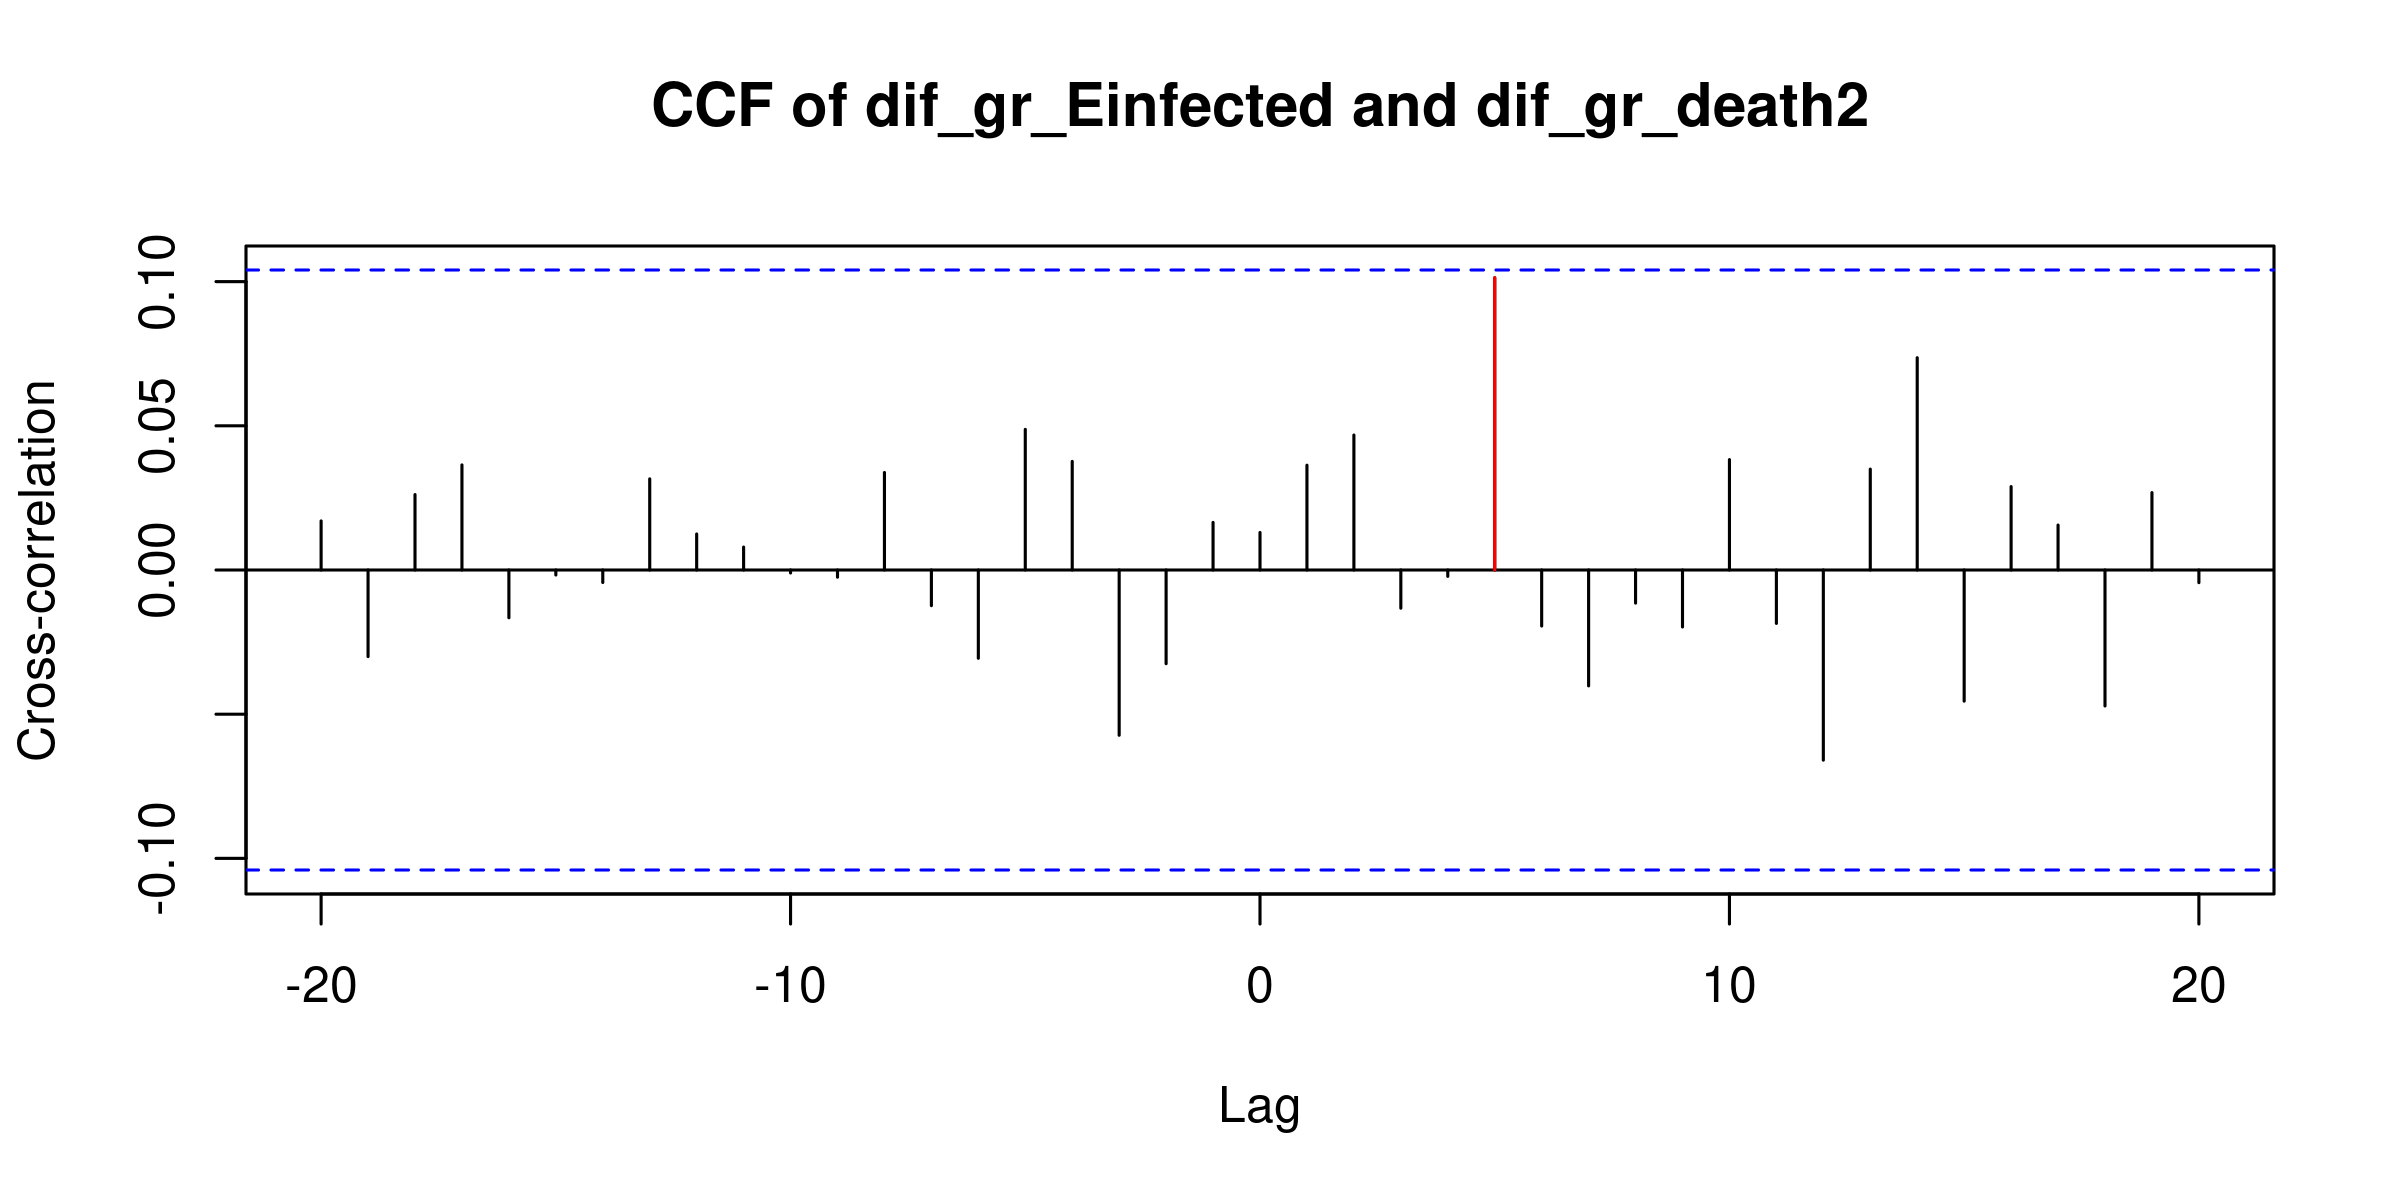 CCF of dif_gr_Einfected and dif_gr_death2
Cross-correlation
0.10
0.05
0.00
-0.10
-20 -10 0 10 20
Lag